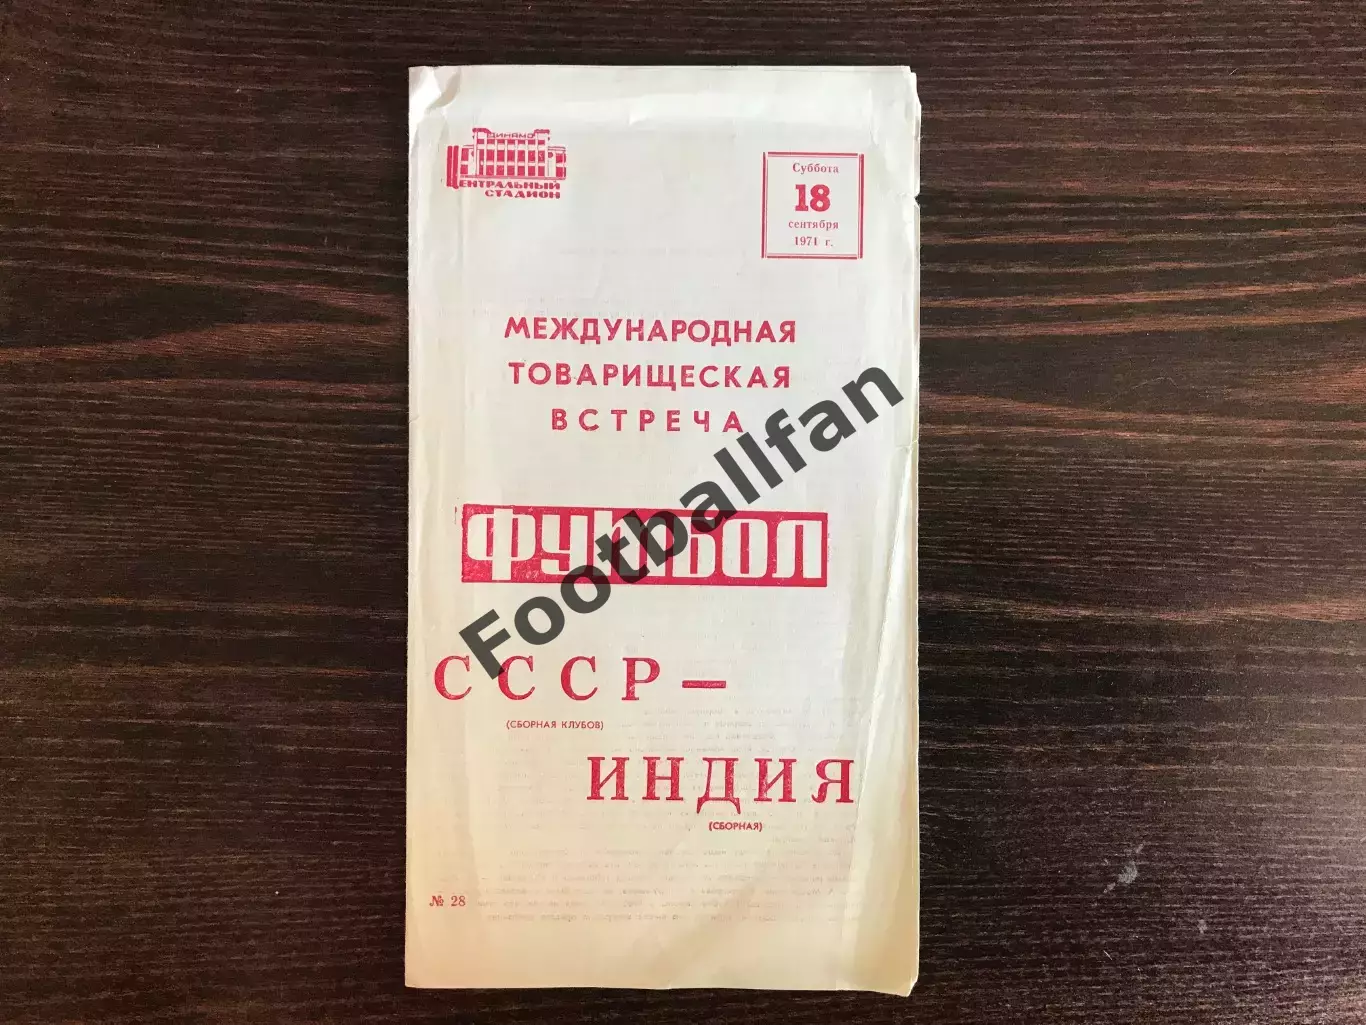 ДИНАМО
ЦЕНТРАЛЬНЫЙ
СТАДИОН
Суббота
18
сентября
1971 г.
МЕЖДУНАРОДНАЯ
ТОВАРИЩЕСКАЯ
ВСТРЕЧА
ФУТБОЛ
Footballfan
СССР —
(СБОРНАЯ КЛУБОВ)
ИНДИЯ
(СБОРНАЯ)
№ 28